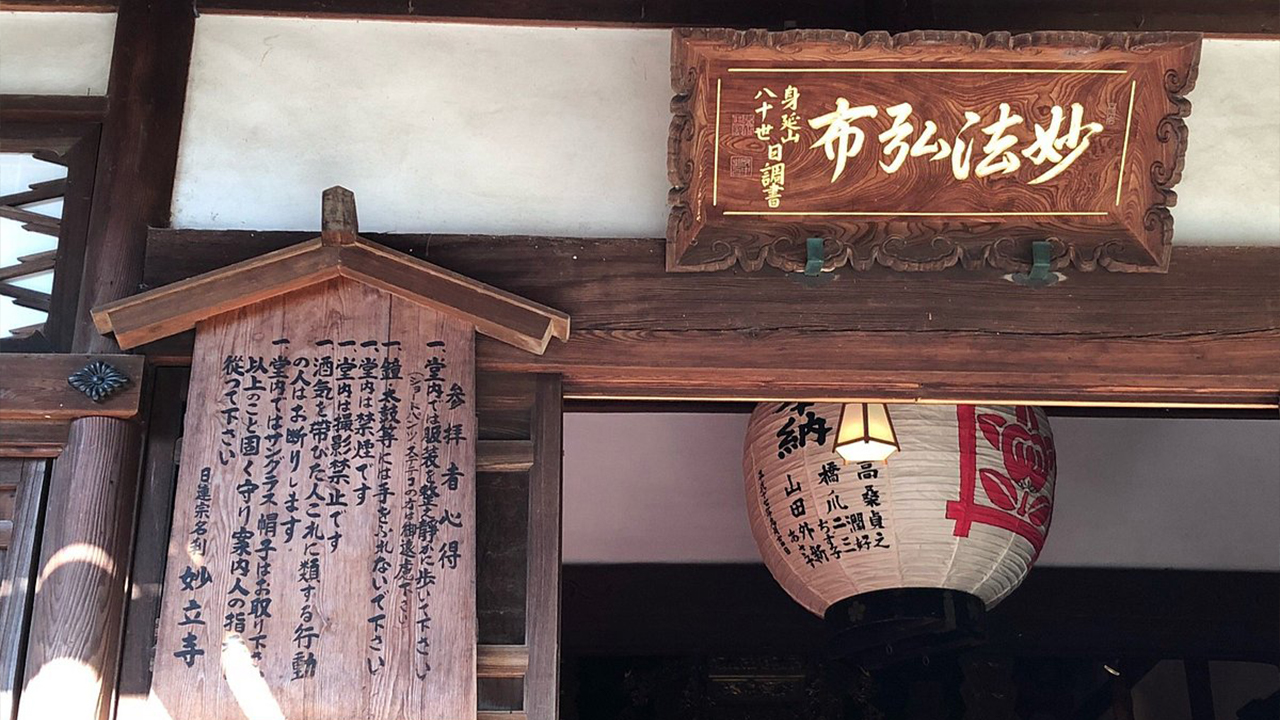 妙法弘布
身延山
八十世 日調書
参拝者心得
一、堂内では服装を整え静かに歩いて下さい
（ショートパンツ ステテコの方は御遠慮下さい
一、鐘 太鼓等には手をふれないで下さい
一、堂内は禁煙です
一、堂内は撮影禁止です
一、酒気を帯びた人これに類する行動
の人はお断りします
一、堂内ではサングラス 帽子はお取り下さ
以上のこと固く守り案内人の指
従つて下さい
日蓮宗名刹 妙立寺
奉納
高桑貞之
潤好
橋爪二三二
ちず子
山田外新